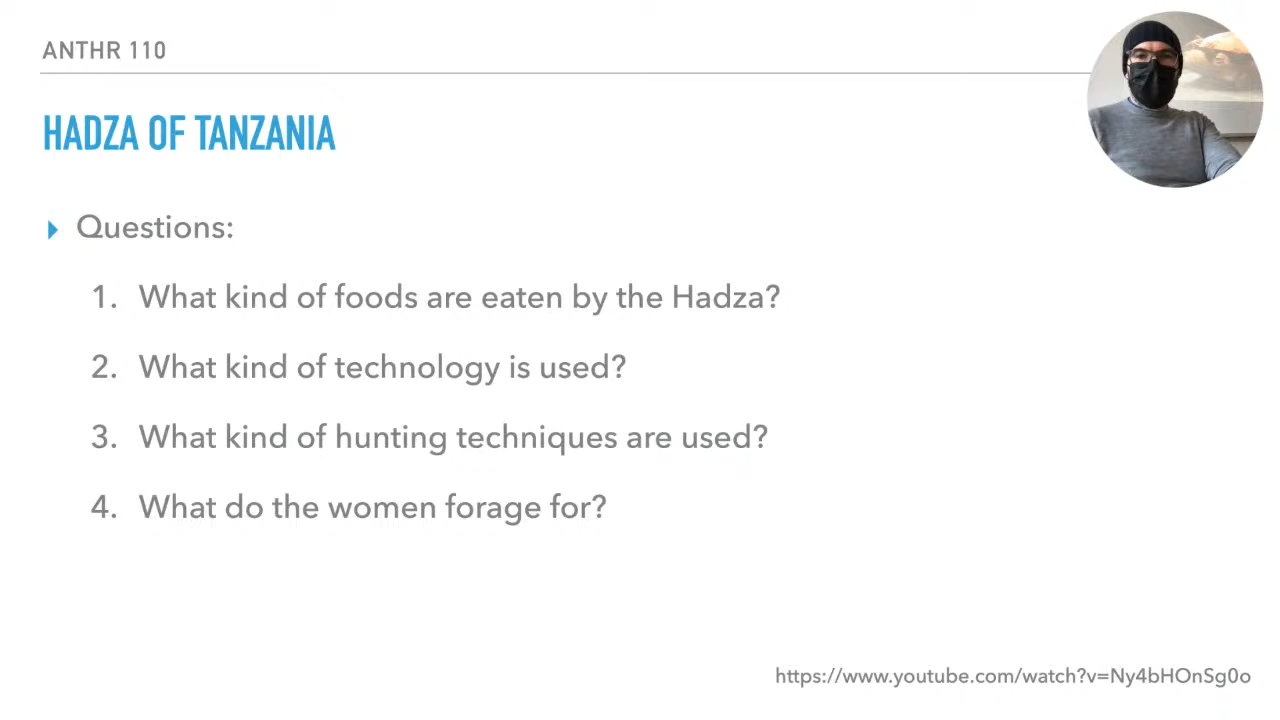 ANTHR 110
HADZA OF TANZANIA
Questions:
1. What kind of foods are eaten by the Hadza?
2. What kind of technology is used?
3. What kind of hunting techniques are used?
4. What do the women forage for?
https://www.youtube.com/watch?v=Ny4bHOnSg0o